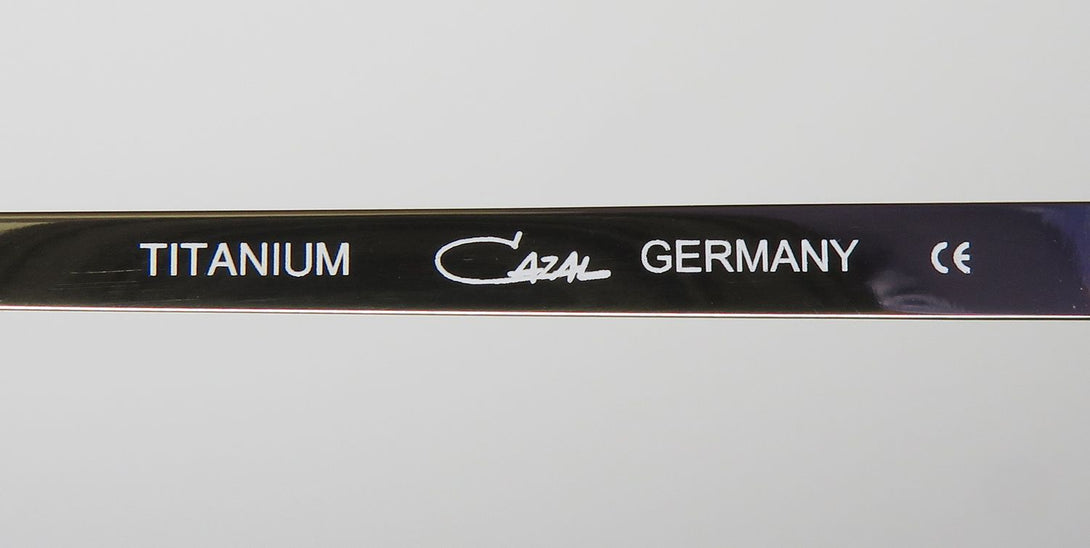 TITANIUM CAZAL GERMANY CE